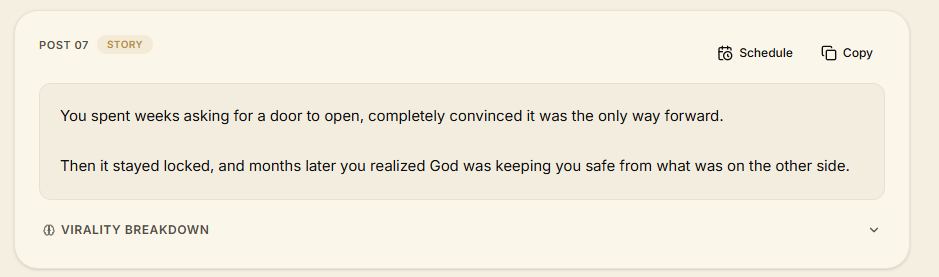 POST 07 STORY
Schedule Copy
You spent weeks asking for a door to open, completely convinced it was the only way forward.
Then it stayed locked, and months later you realized God was keeping you safe from what was on the other side.
VIRALITY BREAKDOWN